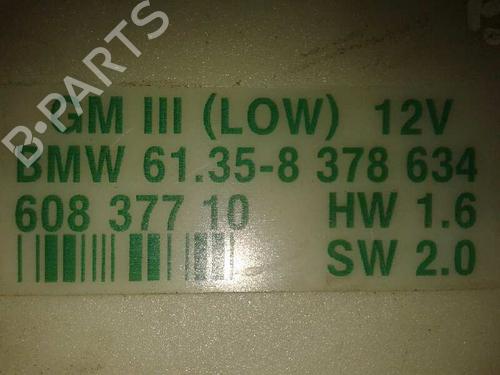 B-PARTS
GM III (LOW) 12V
BMW 61.35-8 378 634
608 377 10 HW 1.6
SW 2.0